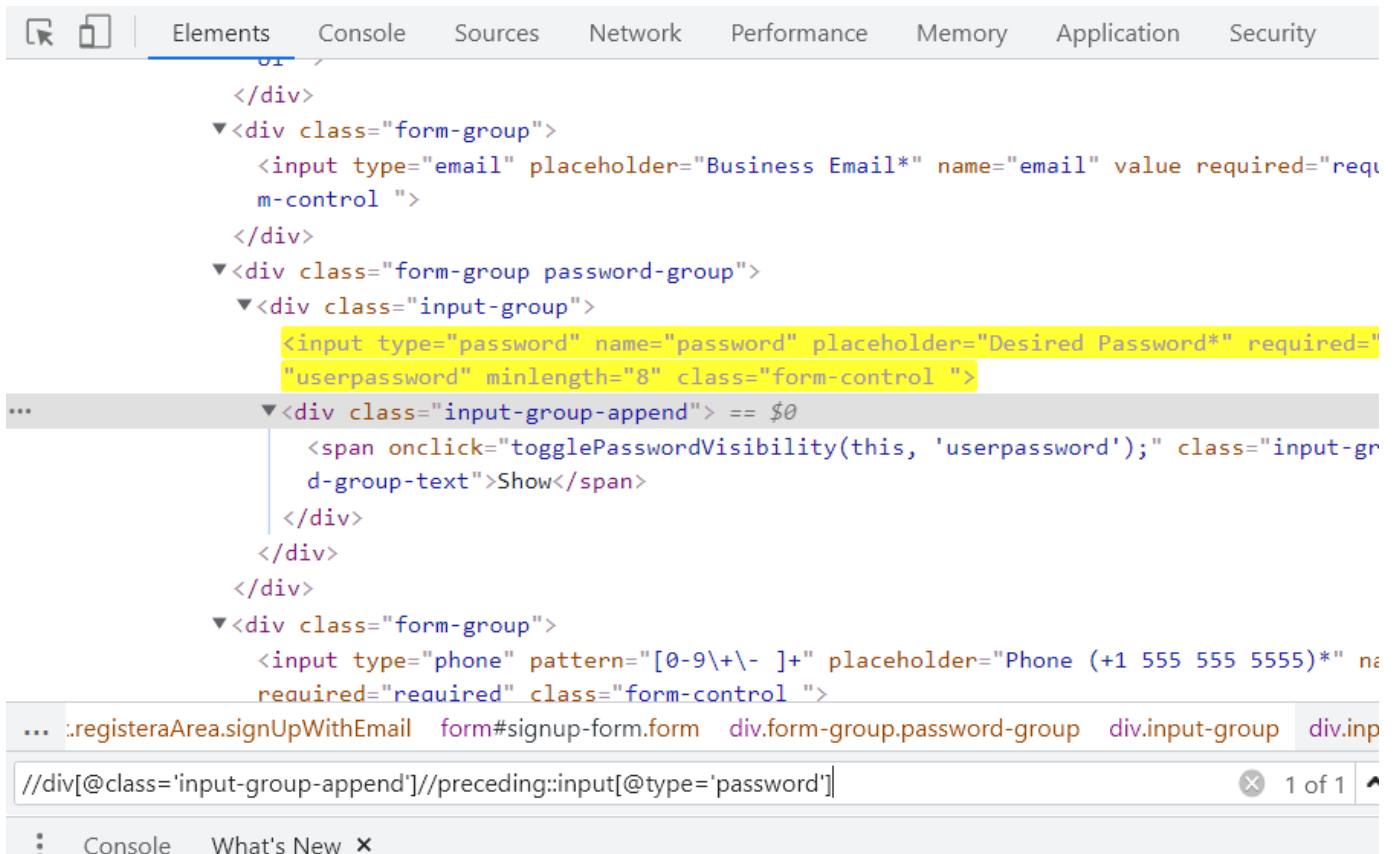 Elements Console Sources Network Performance Memory Application Security
</div>
▼<div class="form-group">
<input type="email" placeholder="Business Email*" name="email" value required="requ
m-control ">
</div>
▼<div class="form-group password-group">
▼<div class="input-group">
<input type="password" name="password" placeholder="Desired Password*" required="
"userpassword" minlength="8" class="form-control ">
... ▼<div class="input-group-append"> == $0
<span onclick="togglePasswordVisibility(this, 'userpassword');" class="input-gr
d-group-text">Show</span>
</div>
</div>
</div>
▼<div class="form-group">
<input type="phone" pattern="[0-9\+\- ]+" placeholder="Phone (+1 555 555 5555)*" na
required="required" class="form-control ">
... :.registeraArea.signUpWithEmail form#signup-form.form div.form-group.password-group div.input-group div.inp
//div[@class='input-group-append']//preceding::input[@type='password'] 1 of 1
Console What's New ×